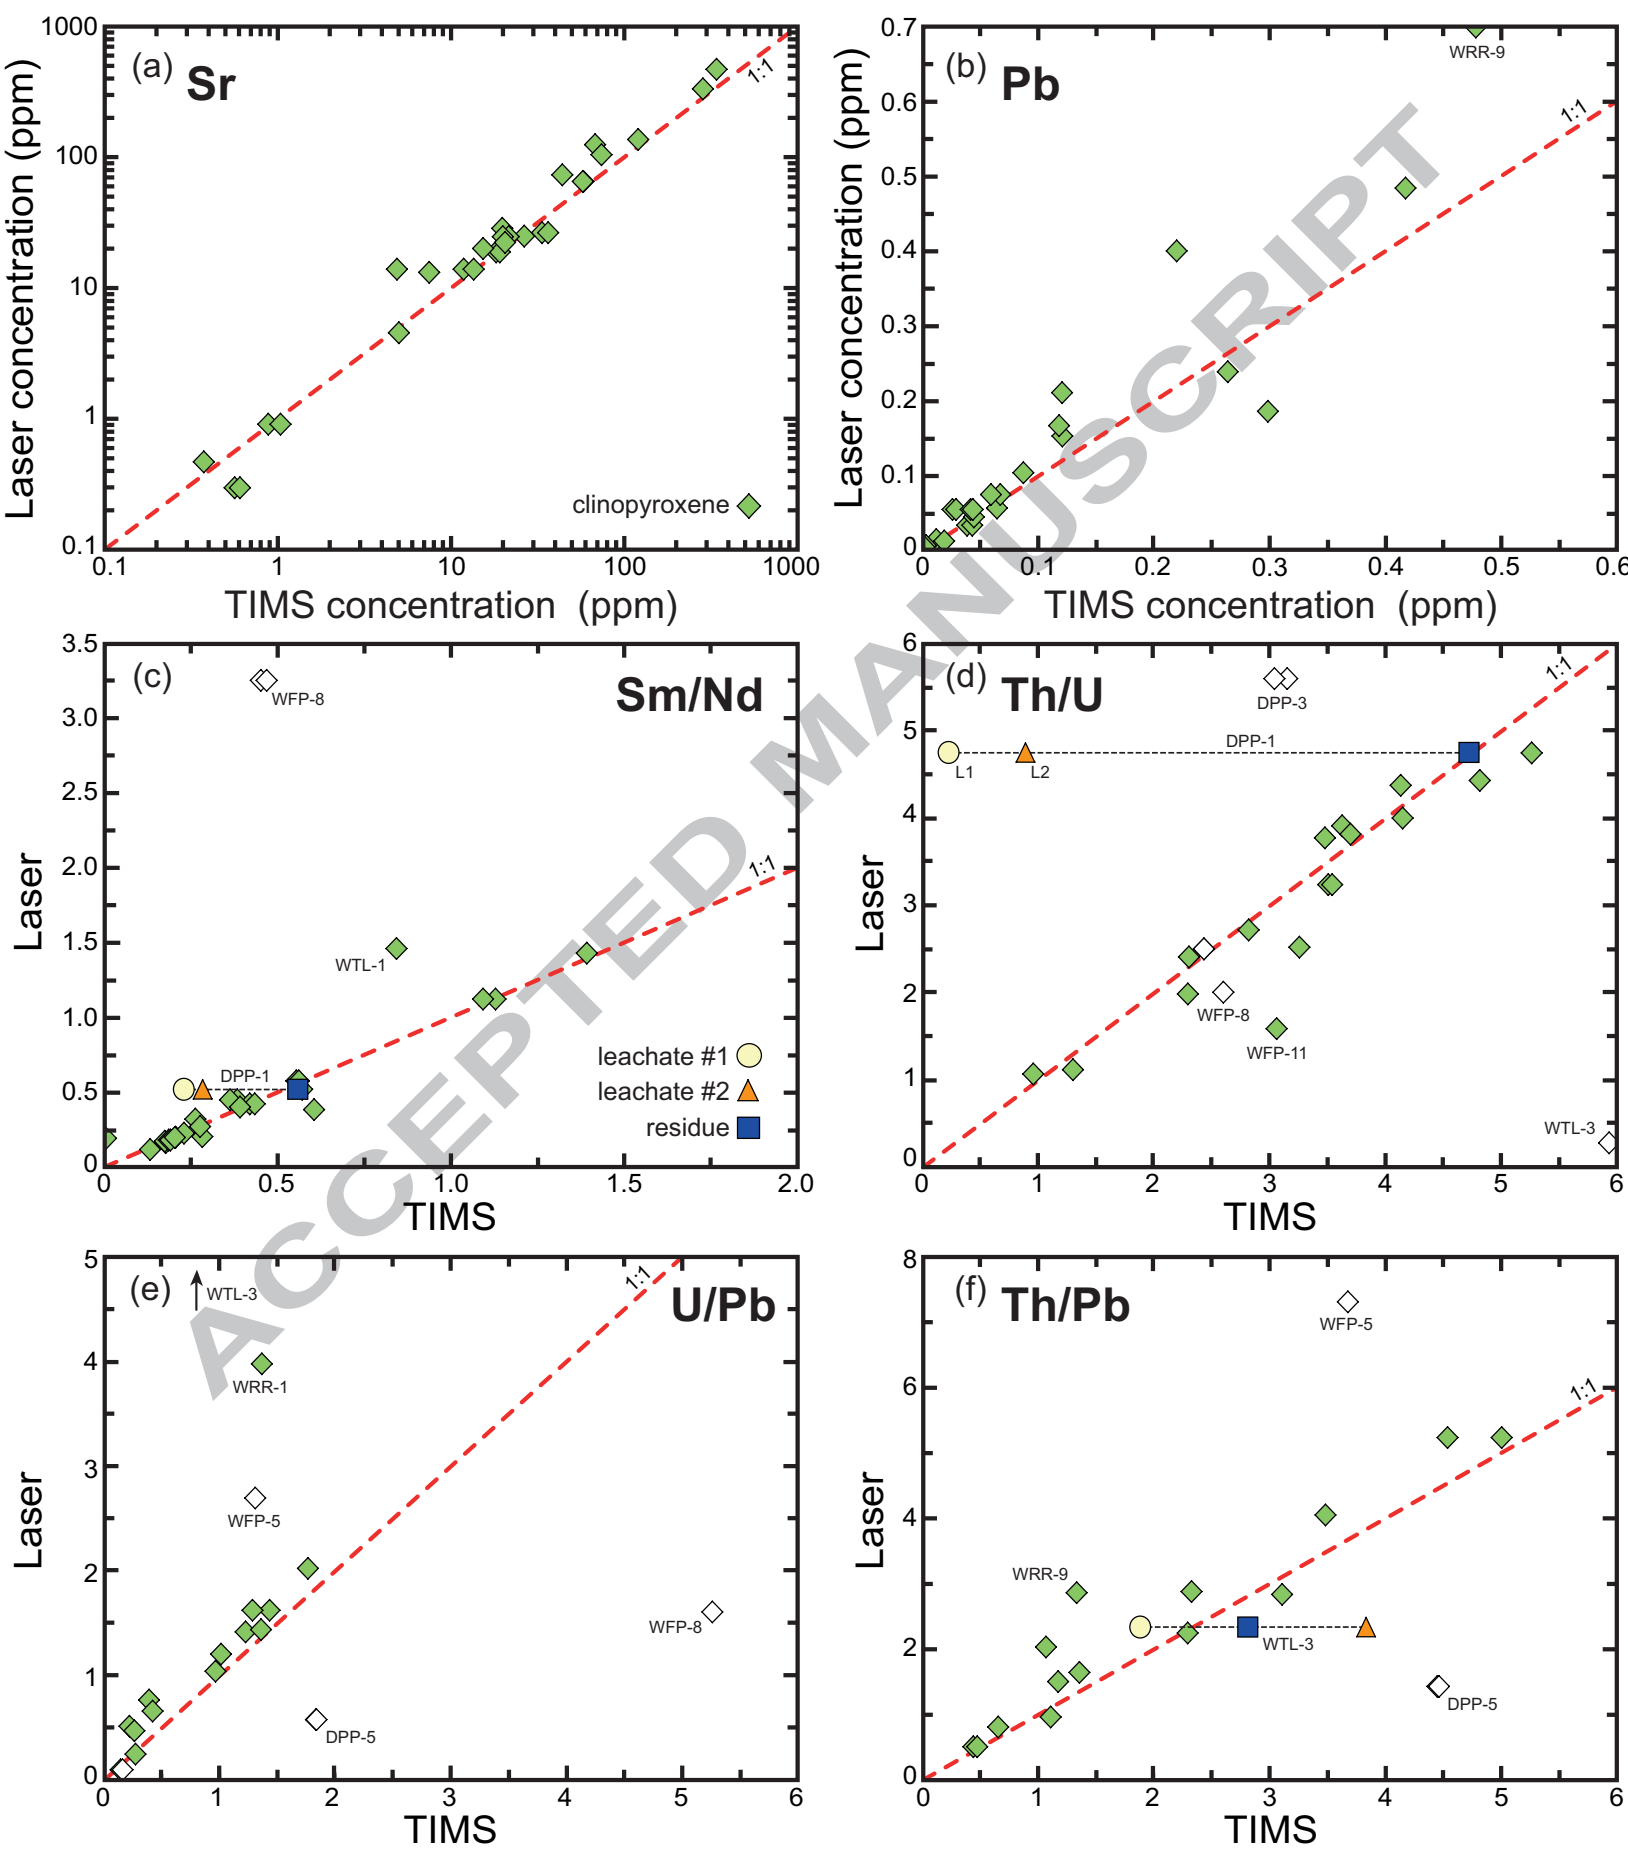 (a) Sr
1:1
1000
100
10
1
0.1
Laser concentration (ppm)
clinopyroxene
0.1 1 10 100 1000
TIMS concentration (ppm)
(b) Pb
WRR-9
1:1
0.7
0.6
0.5
0.4
0.3
0.2
0.1
0
Laser concentration (ppm)
0 0.1 0.2 0.3 0.4 0.5 0.6
TIMS concentration (ppm)
(c) Sm/Nd
WFP-8
1:1
WTL-1
DPP-1
leachate #1
leachate #2
residue
3.5
3.0
2.5
2.0
1.5
1.0
0.5
0
Laser
0 0.5 1.0 1.5 2.0
TIMS
(d) Th/U
1:1
DPP-3
DPP-1
L1 L2
WFP-8
WFP-11
WTL-3
6
5
4
3
2
1
0
Laser
0 1 2 3 4 5 6
TIMS
(e) U/Pb
WTL-3
1:1
WRR-1
WFP-5
WFP-8
DPP-5
5
4
3
2
1
0
Laser
0 1 2 3 4 5 6
TIMS
(f) Th/Pb
WFP-5
1:1
WRR-9
WTL-3
DPP-5
8
6
4
2
0
Laser
0 1 2 3 4 5 6
TIMS
ACCEPTED MANUSCRIPT